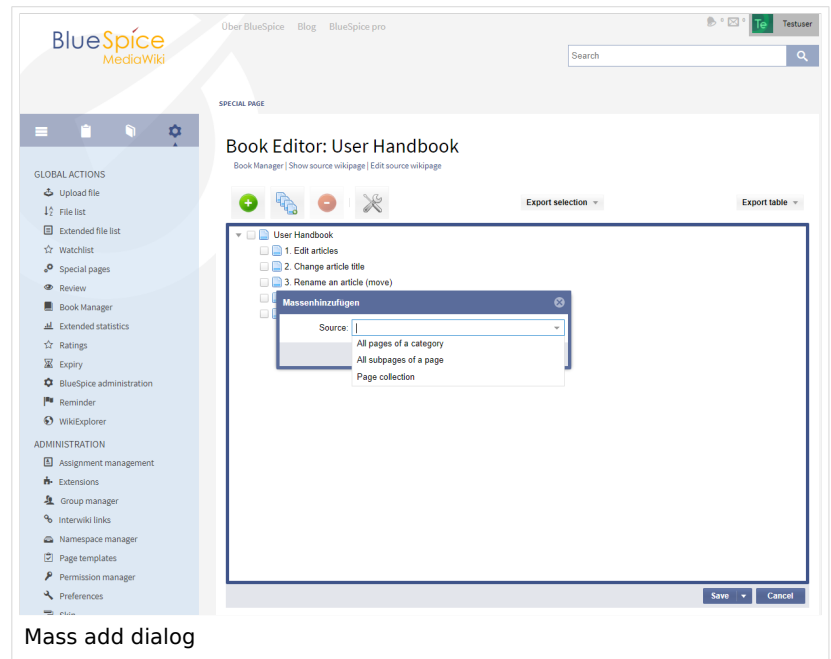 BlueSpice
MediaWiki
Über BlueSpice Blog BlueSpice pro
Te Testuser
Search
SPECIAL PAGE
Book Editor: User Handbook
Book Manager | Show source wikipage | Edit source wikipage
Export selection
Export table
GLOBAL ACTIONS
Upload file
File list
Extended file list
Watchlist
Special pages
Review
Book Manager
Extended statistics
Ratings
Expiry
BlueSpice administration
Reminder
WikiExplorer
ADMINISTRATION
Assignment management
Extensions
Group manager
Interwiki links
Namespace manager
Page templates
Permission manager
Preferences
User Handbook
1. Edit articles
2. Change article title
3. Rename an article (move)
Massenhinzufügen
Source:
All pages of a category
All subpages of a page
Page collection
Save
Cancel
Mass add dialog